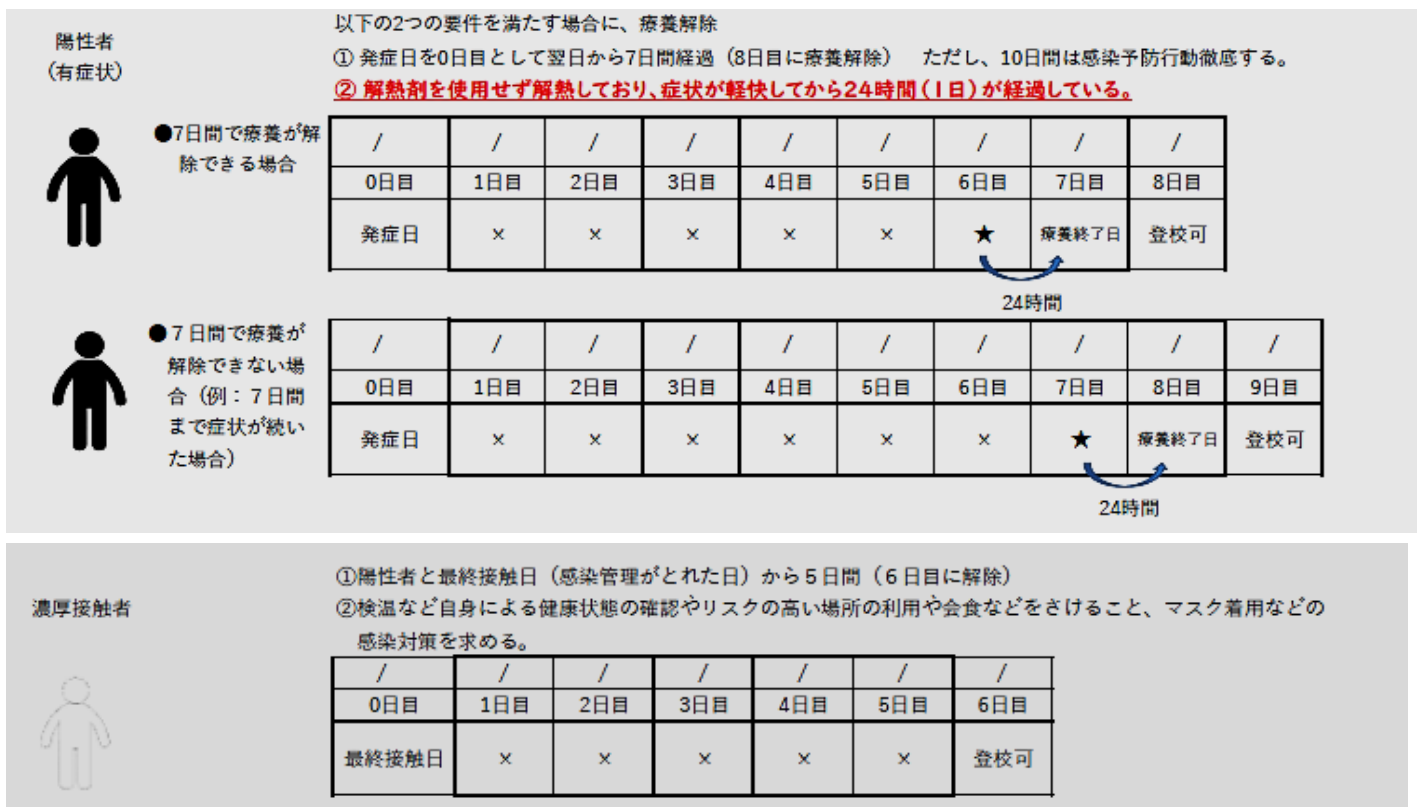 陽性者
(有症状)
以下の2つの要件を満たす場合に、療養解除
① 発症日を0日目として翌日から7日間経過（8日目に療養解除）　ただし、10日間は感染予防行動徹底する。
② 解熱剤を使用せず解熱しており、症状が軽快してから24時間（1日）が経過している。
●7日間で療養が解
除できる場合
/ / / / / / / / /
0日目 1日目 2日目 3日目 4日目 5日目 6日目 7日目 8日目
発症日 × × × × × ★ 療養終了日 登校可
24時間
●７日間で療養が
解除できない場
合（例：７日間
まで症状が続い
た場合）
/ / / / / / / / / /
0日目 1日目 2日目 3日目 4日目 5日目 6日目 7日目 8日目 9日目
発症日 × × × × × × ★ 療養終了日 登校可
24時間
濃厚接触者
①陽性者と最終接触日（感染管理がとれた日）から５日間（６日目に解除）
②検温など自身による健康状態の確認やリスクの高い場所の利用や会食などをさけること、マスク着用などの
感染対策を求める。
/ / / / / / /
0日目 1日目 2日目 3日目 4日目 5日目 6日目
最終接触日 × × × × × 登校可